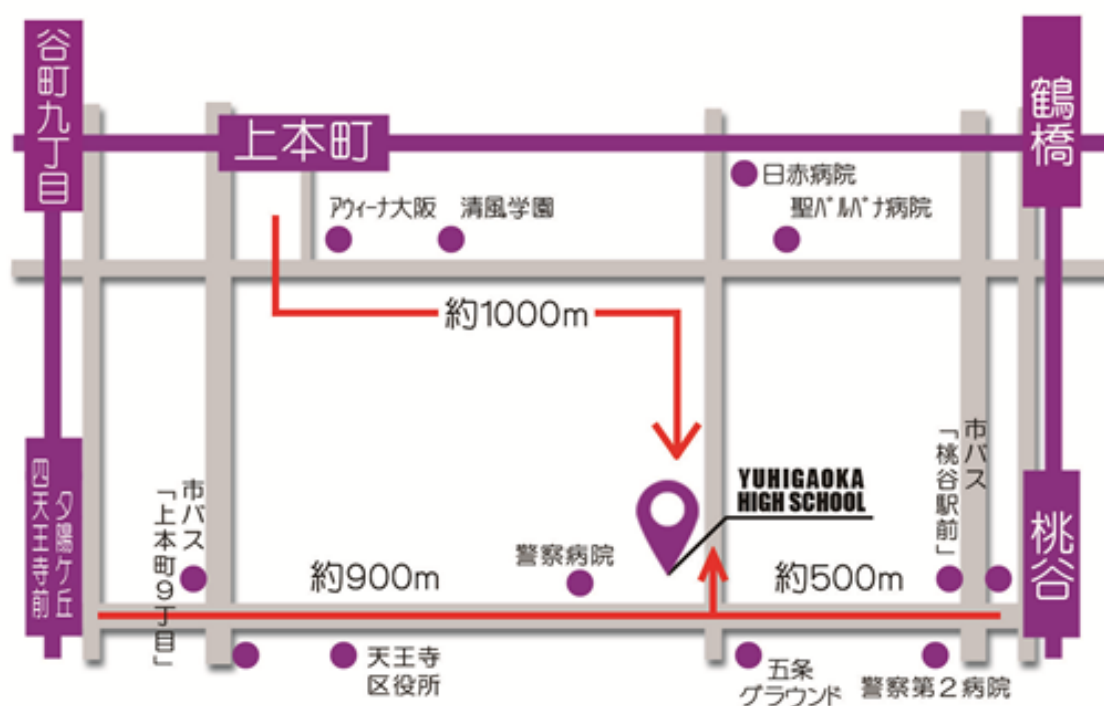 谷町九丁目
上本町
鶴橋
日赤病院
アウィーナ大阪
清風学園
聖バルバナ病院
約1000m
四天王寺前
夕陽ケ丘
市バス
「上本町9丁目」
YUHIGAOKA
HIGH SCHOOL
市バス
「桃谷駅前」
桃谷
警察病院
約900m
約500m
天王寺
区役所
五条
グラウンド
警察第2病院